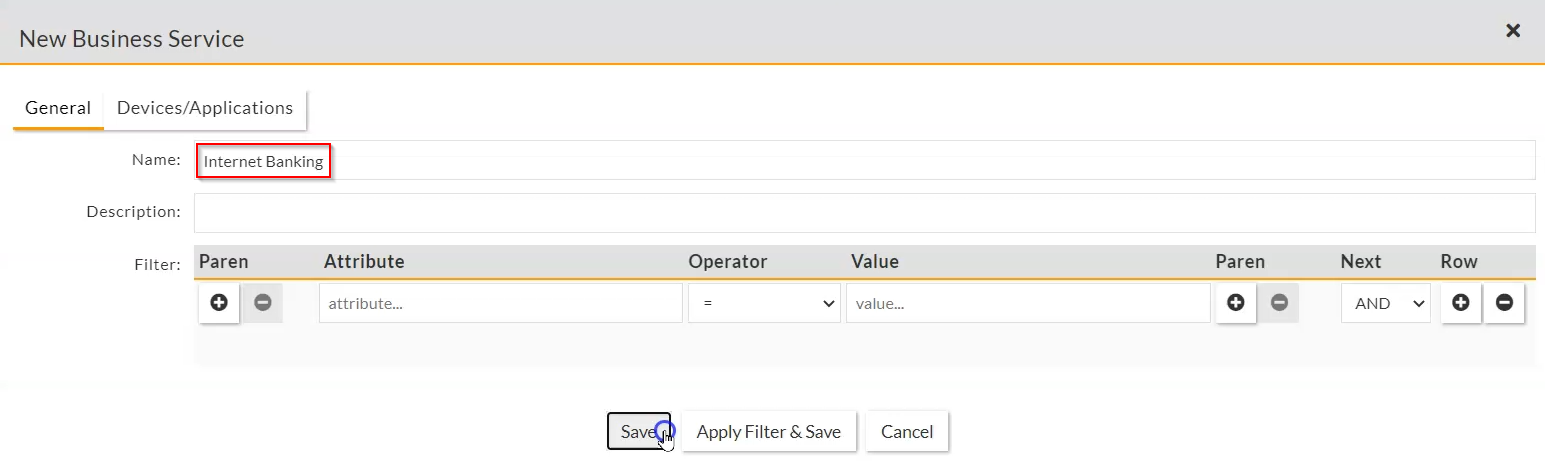 New Business Service
General Devices/Applications
Name: Internet Banking
Description:
Filter: Paren Attribute Operator Value Paren Next Row
attribute... = value... AND
Save Apply Filter & Save Cancel